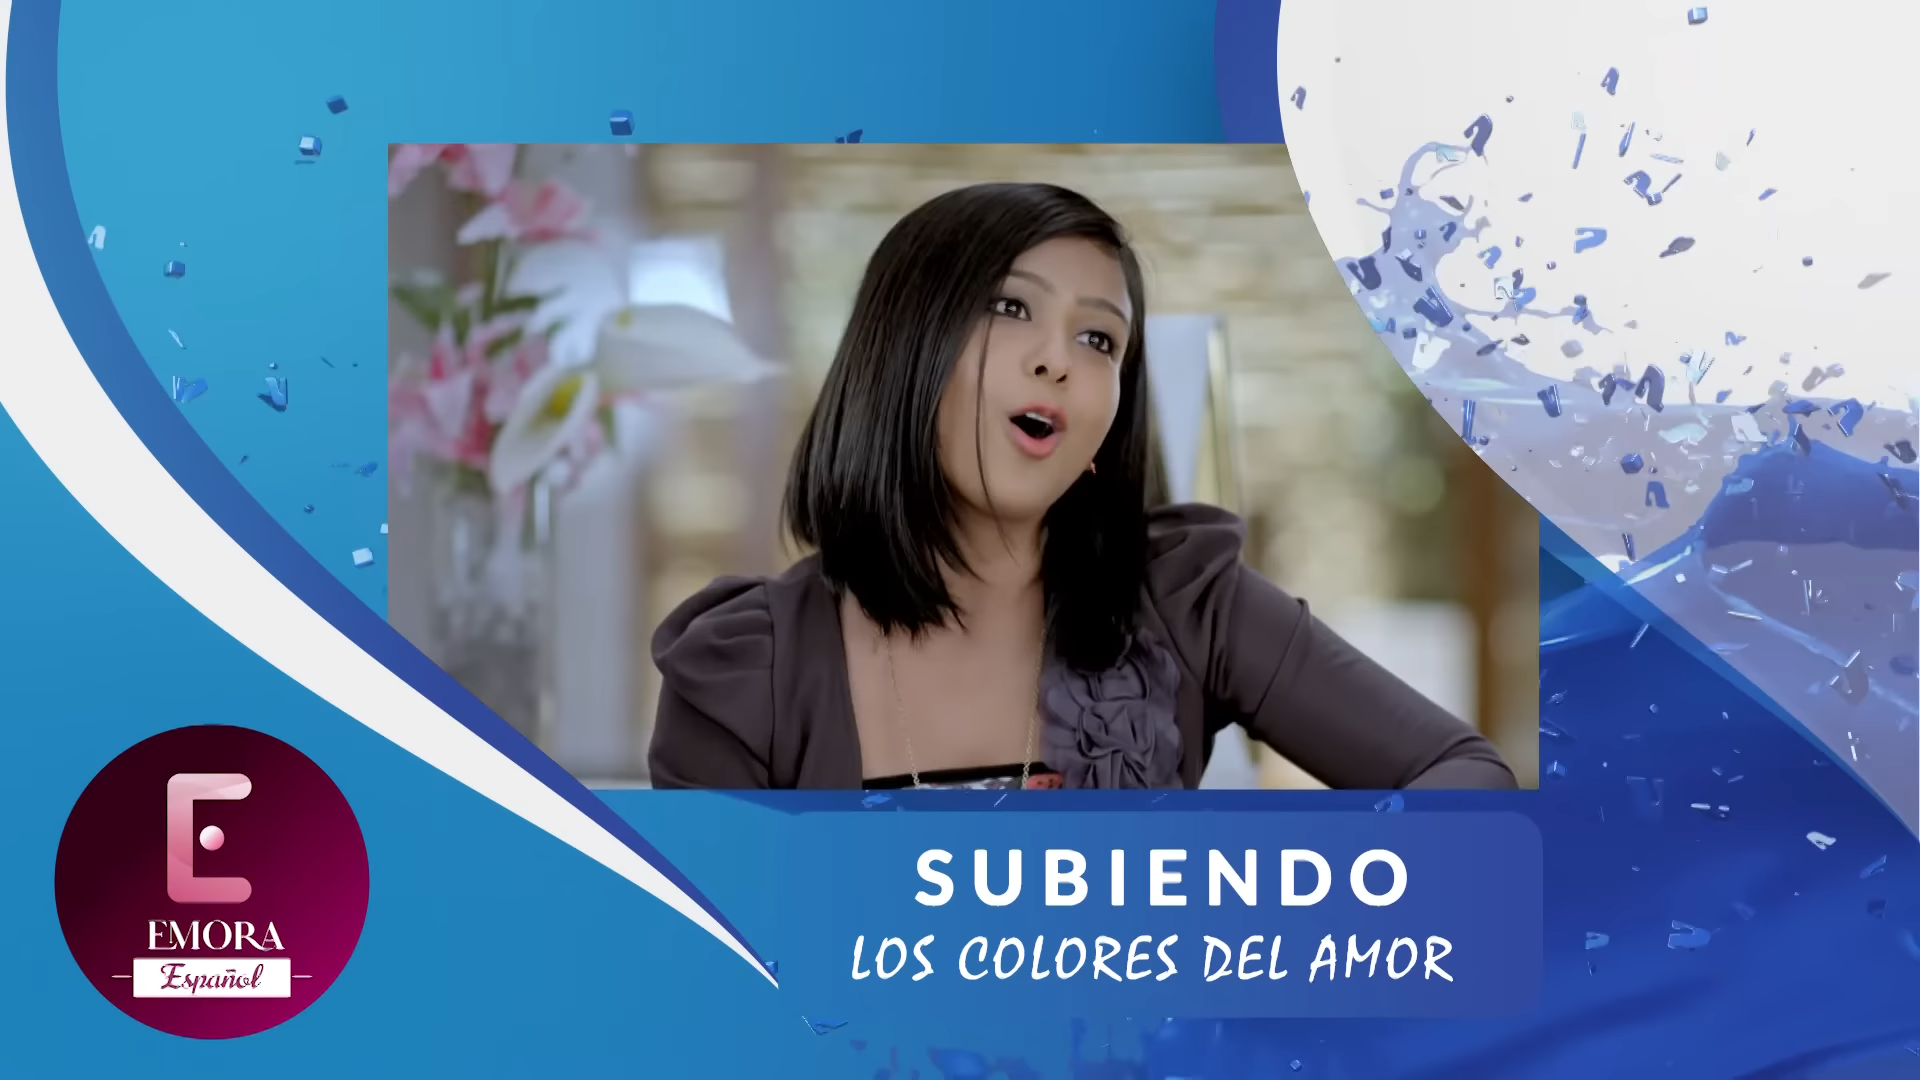 SUBIENDO
LOS COLORES DEL AMOR
E
EMORA
Español